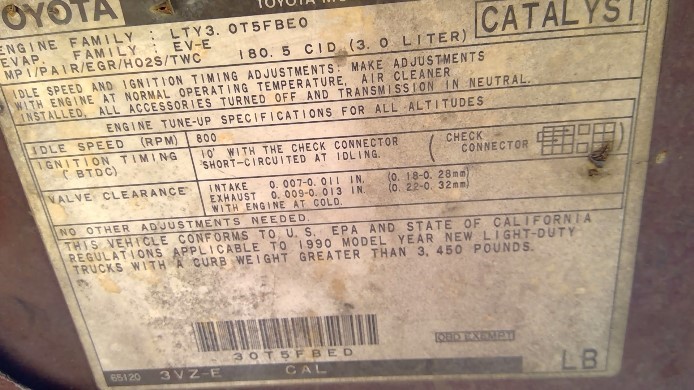 TOYOTA
TOYOTA MO
CATALYST
ENGINE FAMILY : LTY3.0T5FBE0
EVAP. FAMILY : EV-E 180.5 CID (3.0 LITER)
MPI/PAIR/EGR/HO2S/TWC
IDLE SPEED AND IGNITION TIMING ADJUSTMENTS: MAKE ADJUSTMENTS
WITH ENGINE AT NORMAL OPERATING TEMPERATURE, AIR CLEANER
INSTALLED, ALL ACCESSORIES TURNED OFF AND TRANSMISSION IN NEUTRAL.
ENGINE TUNE-UP SPECIFICATIONS FOR ALL ALTITUDES
IDLE SPEED (RPM) 800
IGNITION TIMING (BTDC) 10° WITH THE CHECK CONNECTOR
SHORT-CIRCUITED AT IDLING. ( CHECK CONNECTOR )
VALVE CLEARANCE INTAKE 0.007-0.011 IN. (0.18-0.28mm)
EXHAUST 0.009-0.013 IN. (0.22-0.32mm)
WITH ENGINE AT COLD.
NO OTHER ADJUSTMENTS NEEDED.
THIS VEHICLE CONFORMS TO U.S. EPA AND STATE OF CALIFORNIA
REGULATIONS APPLICABLE TO 1990 MODEL YEAR NEW LIGHT-DUTY
TRUCKS WITH A CURB WEIGHT GREATER THAN 3,450 POUNDS.
30T5FBED
OBD EXEMPT
65120 3VZ-E CAL LB